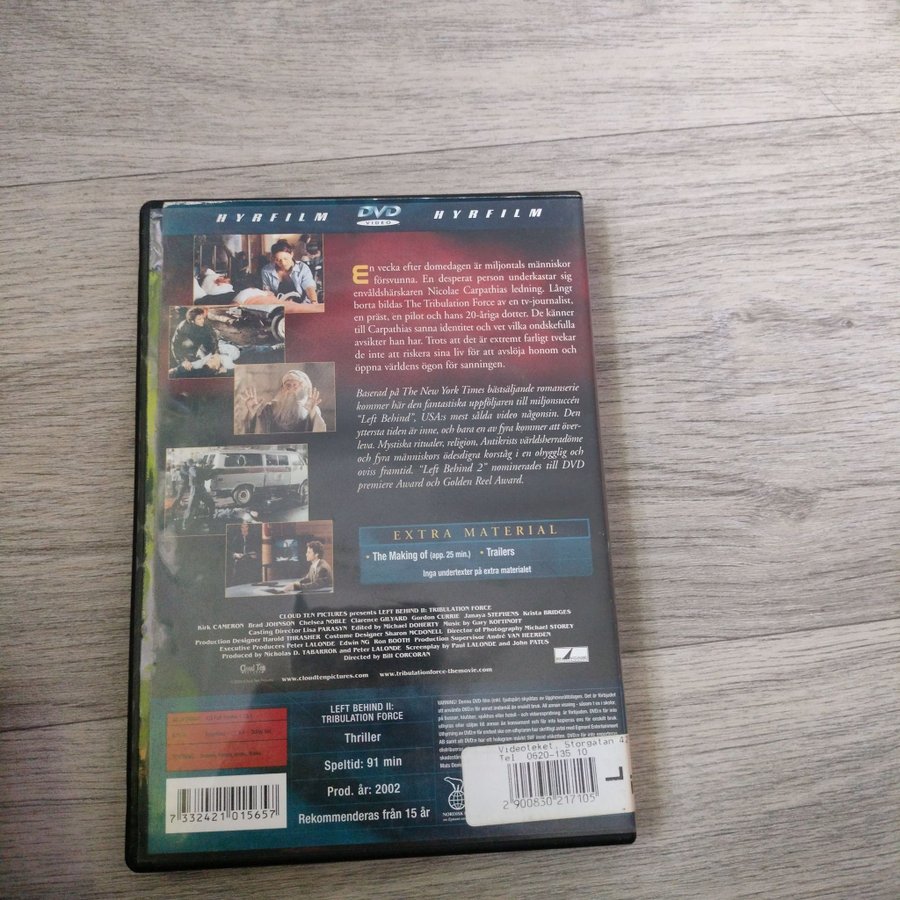 HYRFILM DVD VIDEO HYRFILM
En vecka efter domedagen är miljontals människor
försvunna. En desperat person underkastar sig
envåldshärskaren Nicolae Carpathias ledning. Långt
borta bildas The Tribulation Force av en tv-journalist,
en präst, en pilot och hans 20-åriga dotter. De känner
till Carpathias sanna identitet och vet vilka ondskefulla
avsikter han har. Trots att det är extremt farligt tvekar
de inte att riskera sina liv för att avslöja honom och
öppna världens ögon för sanningen.
Baserad på The New York Times bästsäljande romanserie
kommer här den fantastiska uppföljaren till miljonsuccén
"Left Behind", USA:s mest sålda video någonsin. Den
yttersta tiden är inne, och bara en av fyra kommer att över-
leva. Mystiska ritualer, religion, Antikrists världsherradöme
och fyra människors ödesdigra korståg i en ohygglig och
oviss framtid. "Left Behind 2" nominerades till DVD
premiere Award och Golden Reel Award.
EXTRA MATERIAL
• The Making of (app. 25 min.) • Trailers
Inga undertexter på extra materialet
CLOUD TEN PICTURES presents LEFT BEHIND II: TRIBULATION FORCE
Kirk CAMERON Brad JOHNSON Chelsea NOBLE Clarence GILYARD Gordon CURRIE Janaya STEPHENS Krista BRIDGES
Casting Director Lisa PARASYN Edited by Michael DOHERTY Music by Gary KOFTINOFF
Production Designer Harold THRASHER Costume Designer Sharon MCDONELL Director of Photography Michael STOREY
Executive Producers Peter LALONDE Edwin NG Ron BOOTH Production Supervisor André VAN HEERDEN
Produced by Nicholas D. TABARROK and Peter LALONDE Screenplay by Paul LALONDE and John PATUS
Directed by Bill CORCORAN
Cloud Ten
www.cloudtenpictures.com www.tributationforce-themovie.com
LEFT BEHIND II:
TRIBULATION FORCE
Thriller
Speltid: 91 min
Prod. år: 2002
Rekommenderas från 15 år
7 332421 015657
WARNING! Denna DVD film
Videoteket, Storgatan 42
Tel 0620-135 10
2 900830 217105
L
NORDISK